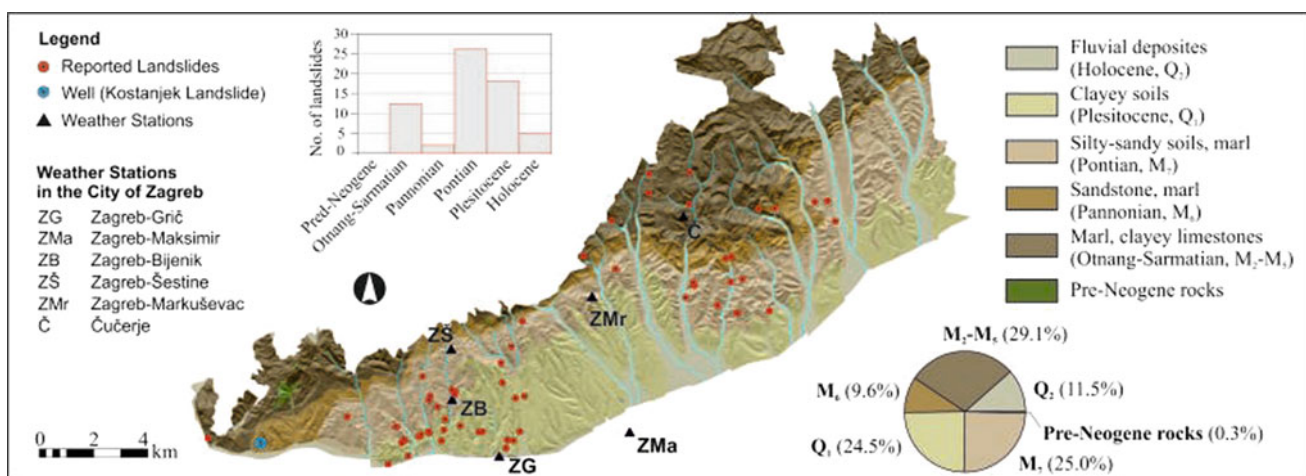 Legend
Reported Landslides
Well (Kostanjek Landslide)
Weather Stations
Weather Stations
in the City of Zagreb
ZG Zagreb-Grič
ZMa Zagreb-Maksimir
ZB Zagreb-Bijenik
ZŠ Zagreb-Šestine
ZMr Zagreb-Markuševac
Č Čučerje
0 2 4
km
No. of landslides
30
25
20
15
10
5
0
Pred-Neogene
Otnang-Sarmatian
Pannonian
Pontian
Plesitocene
Holocene
Č
ZMr
ZŠ
ZB
ZMa
ZG
Fluvial deposites
(Holocene, Q₂)
Clayey soils
(Plesitocene, Q₁)
Silty-sandy soils, marl
(Pontian, M₇)
Sandstone, marl
(Pannonian, M₆)
Marl, clayey limestones
(Otnang-Sarmatian, M₂-M₅)
Pre-Neogene rocks
M₂-M₅ (29.1%)
M₆ (9.6%)
Q₂ (11.5%)
Pre-Neogene rocks (0.3%)
Q₁ (24.5%)
M₇ (25.0%)